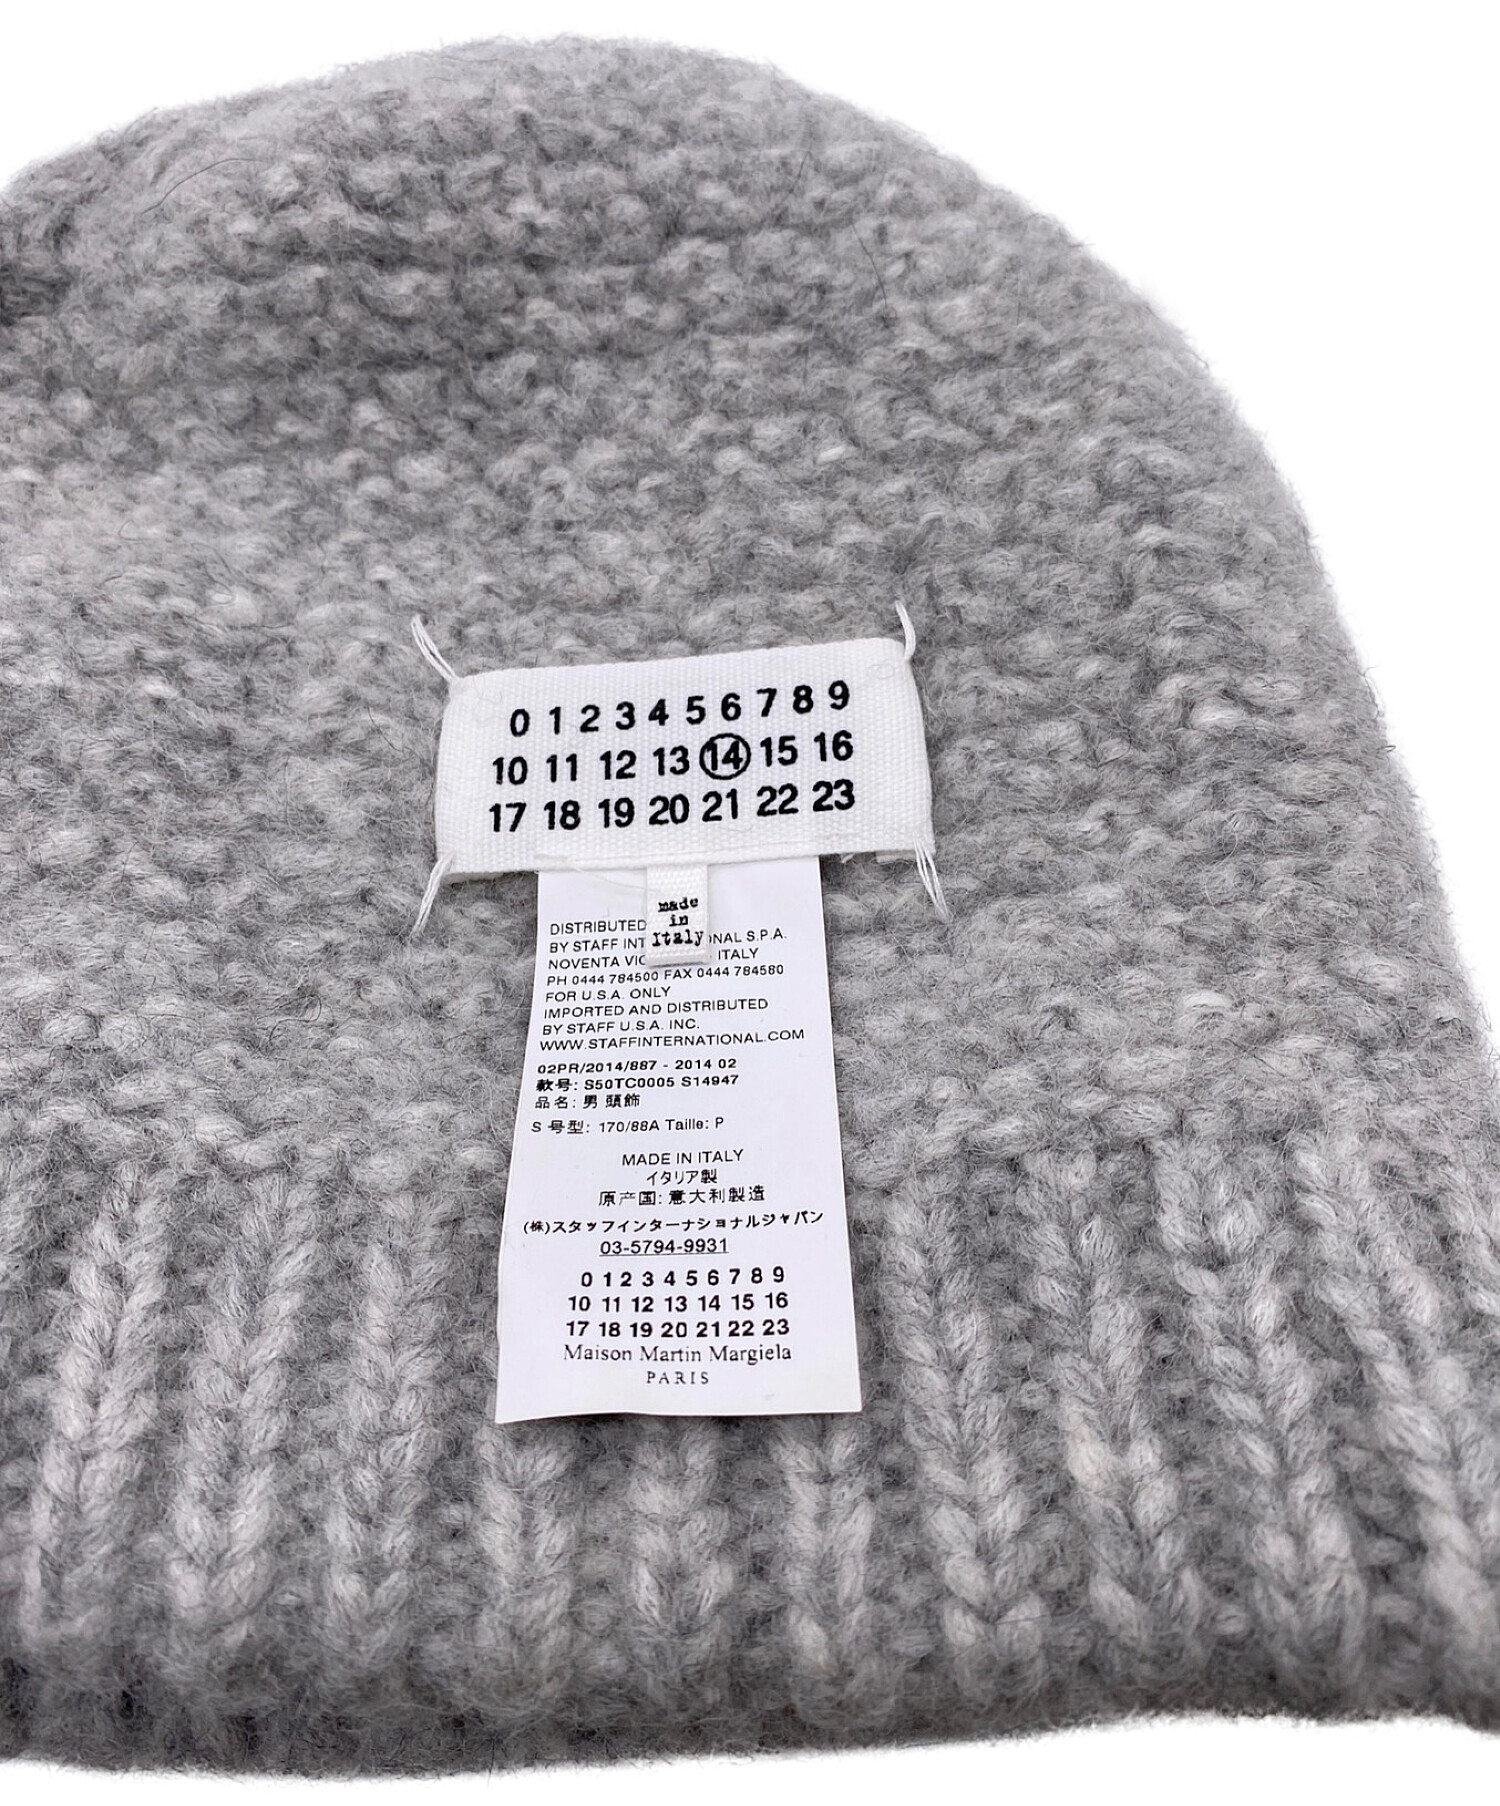 0 1 2 3 4 5 6 7 8 9
10 11 12 13 14 15 16
17 18 19 20 21 22 23
made
in
Italy
DISTRIBUTED
BY STAFF INT NAL S.P.A.
NOVENTA VIC ITALY
PH 0444 784500 FAX 0444 784580
FOR U.S.A. ONLY
IMPORTED AND DISTRIBUTED
BY STAFF U.S.A. INC.
WWW.STAFFINTERNATIONAL.COM
02PR/2014/887 - 2014 02
款号: S50TC0005 S14947
品名: 男 頭飾
S 号型: 170/88A Taille: P
MADE IN ITALY
イタリア製
原产国: 意大利製造
(株)スタッフインターナショナルジャパン
03-5794-9931
0 1 2 3 4 5 6 7 8 9
10 11 12 13 14 15 16
17 18 19 20 21 22 23
Maison Martin Margiela
PARIS